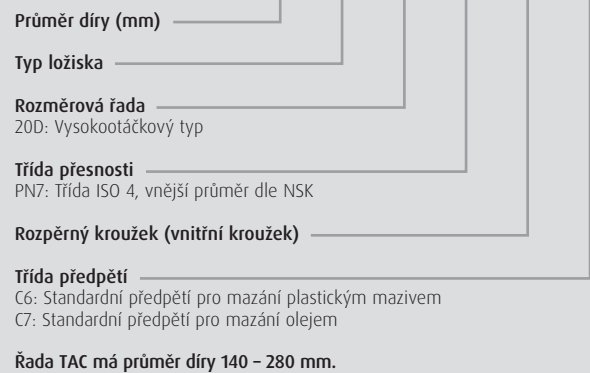 Průměr díry (mm)
Typ ložiska
Rozměrová řada
20D: Vysokootáčkový typ
Třída přesnosti
PN7: Třída ISO 4, vnější průměr dle NSK
Rozpěrný kroužek (vnitřní kroužek)
Třída předpětí
C6: Standardní předpětí pro mazání plastickým mazivem
C7: Standardní předpětí pro mazání olejem
Řada TAC má průměr díry 140 – 280 mm.